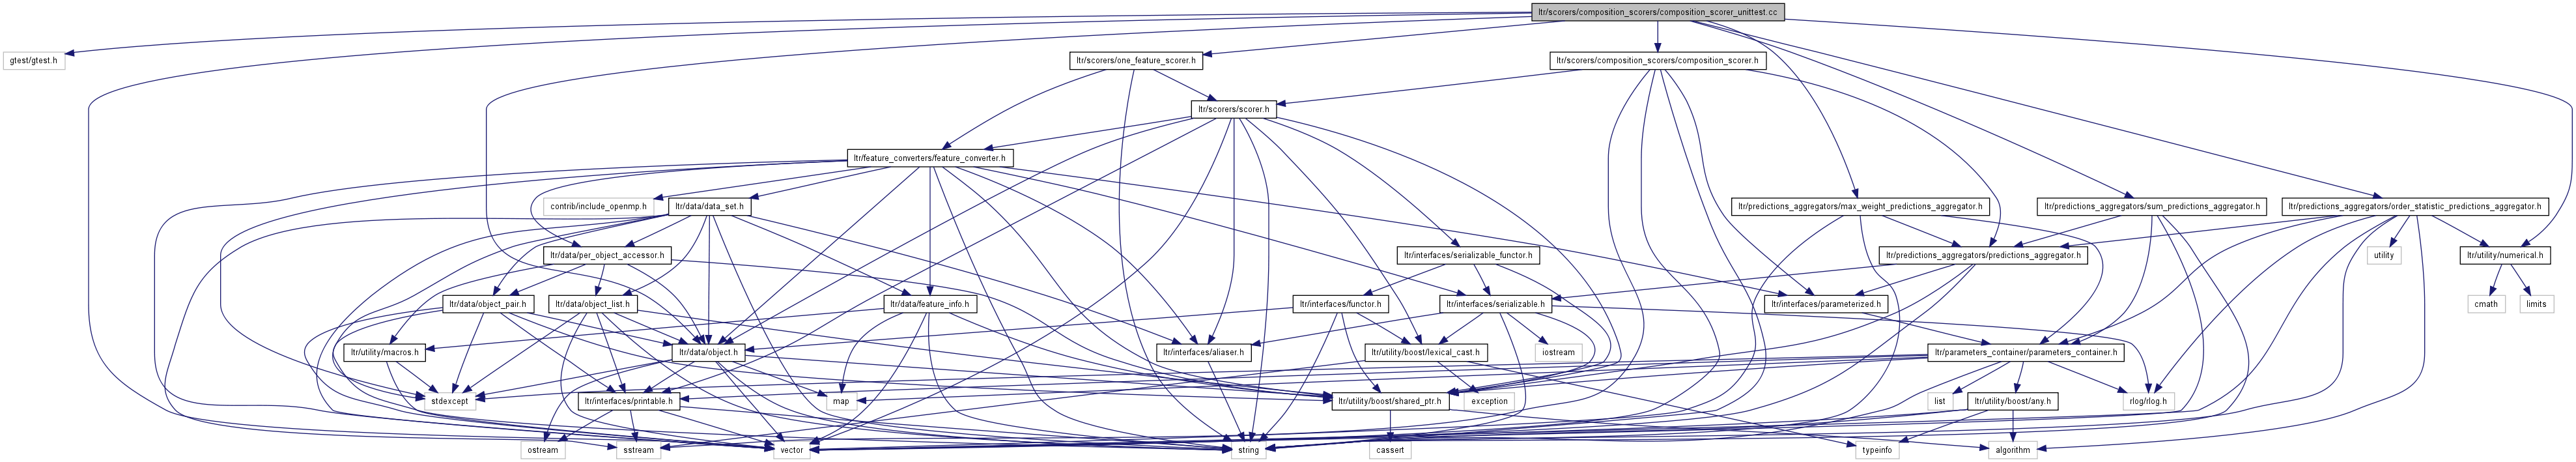 ltr/scorers/composition_scorers/composition_scorer_unittest.cc
gtest/gtest.h
ltr/scorers/one_feature_scorer.h
ltr/scorers/composition_scorers/composition_scorer.h
ltr/scorers/scorer.h
ltr/feature_converters/feature_converter.h
contrib/include_openmp.h
ltr/data/data_set.h
ltr/predictions_aggregators/max_weight_predictions_aggregator.h
ltr/predictions_aggregators/sum_predictions_aggregator.h
ltr/predictions_aggregators/order_statistic_predictions_aggregator.h
ltr/data/per_object_accessor.h
ltr/interfaces/serializable_functor.h
ltr/predictions_aggregators/predictions_aggregator.h
utility
ltr/utility/numerical.h
ltr/data/object_pair.h
ltr/data/object_list.h
ltr/data/feature_info.h
ltr/interfaces/functor.h
ltr/interfaces/serializable.h
ltr/interfaces/parameterized.h
cmath
limits
ltr/utility/macros.h
ltr/data/object.h
ltr/interfaces/aliaser.h
ltr/utility/boost/lexical_cast.h
iostream
ltr/parameters_container/parameters_container.h
stdexcept
ltr/interfaces/printable.h
map
ltr/utility/boost/shared_ptr.h
exception
list
ltr/utility/boost/any.h
rlog/rlog.h
ostream
sstream
vector
string
cassert
typeinfo
algorithm